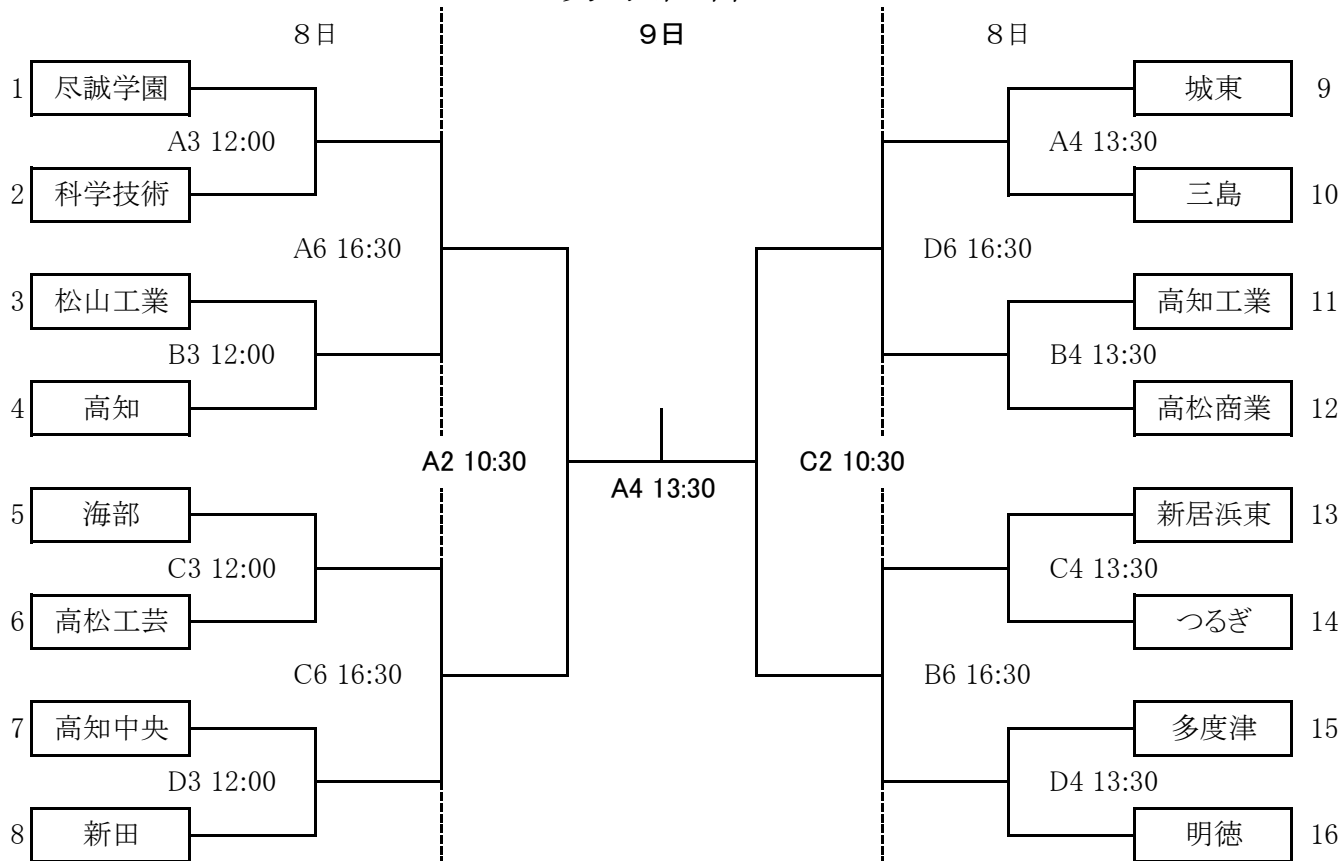 8日 9日 8日
1 尽誠学園 城東 9
A3 12:00 A4 13:30
2 科学技術 三島 10
A6 16:30 D6 16:30
3 松山工業 高知工業 11
B3 12:00 B4 13:30
4 高知 高松商業 12
A2 10:30 C2 10:30
A4 13:30
5 海部 新居浜東 13
C3 12:00 C4 13:30
6 高松工芸 つるぎ 14
C6 16:30 B6 16:30
7 高知中央 多度津 15
D3 12:00 D4 13:30
8 新田 明徳 16